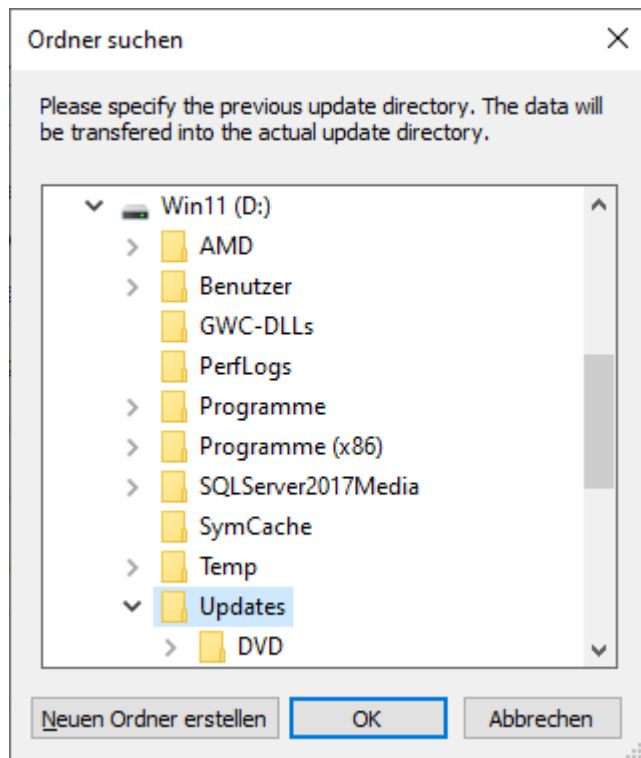 Ordner suchen
Please specify the previous update directory. The data will
be transfered into the actual update directory.
Win11 (D:)
AMD
Benutzer
GWC-DLLs
PerfLogs
Programme
Programme (x86)
SQLServer2017Media
SymCache
Temp
Updates
DVD
Neuen Ordner erstellen
OK
Abbrechen